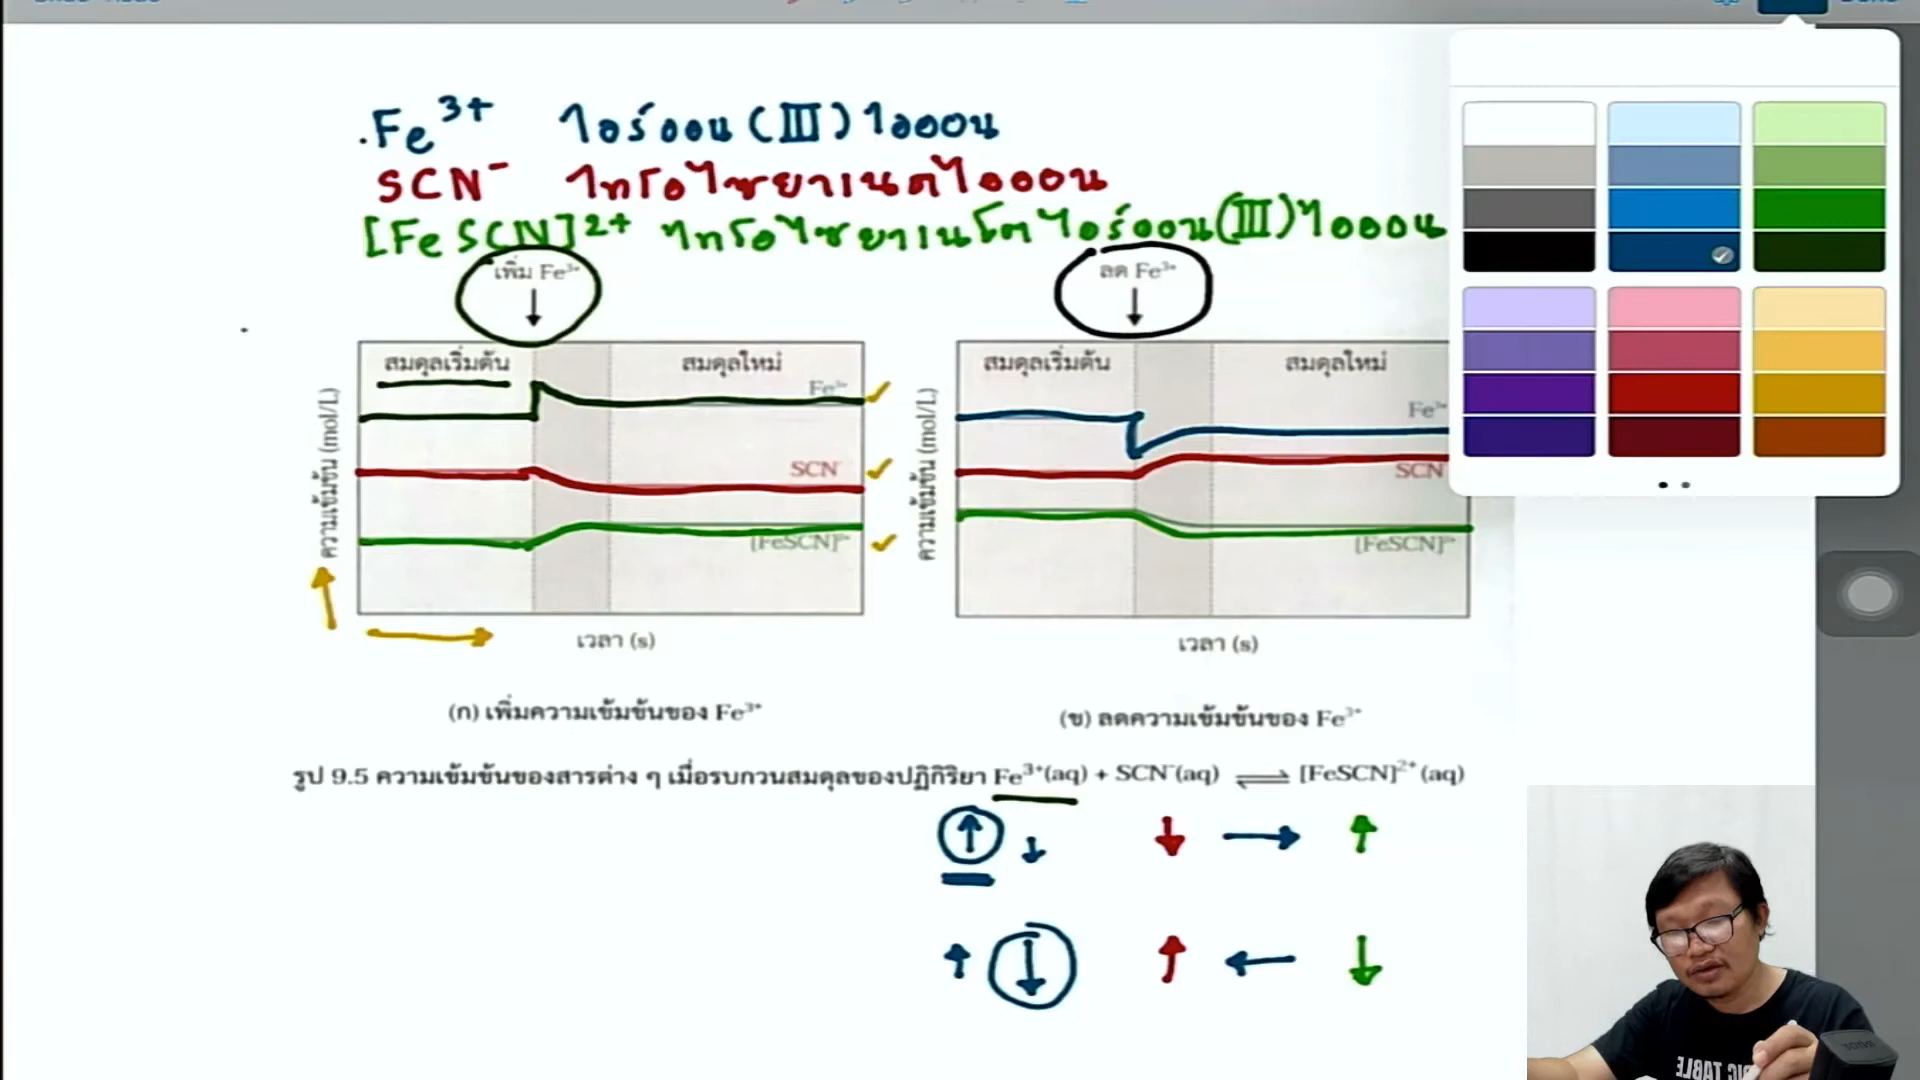 Fe³⁺ ไอร์ออน (III) ไอออน
SCN⁻ ไทโอไซยาเนตไอออน
[FeSCN]²⁺ ไทโอไซยาเนโตไอร์ออน(III)ไอออน
เพิ่ม Fe³⁺
ลด Fe³⁺
สมดุลเริ่มต้น
สมดุลใหม่
Fe³⁺
SCN⁻
[FeSCN]²⁺
ความเข้มข้น (mol/L)
เวลา (s)
สมดุลเริ่มต้น
สมดุลใหม่
Fe³⁺
SCN
[FeSCN]²⁺
ความเข้มข้น (mol/L)
เวลา (s)
(ก) เพิ่มความเข้มข้นของ Fe³⁺
(ข) ลดความเข้มข้นของ Fe³⁺
รูป 9.5 ความเข้มข้นของสารต่าง ๆ เมื่อรบกวนสมดุลของปฏิกิริยา Fe³⁺(aq) + SCN⁻(aq) ⇌ [FeSCN]²⁺(aq)